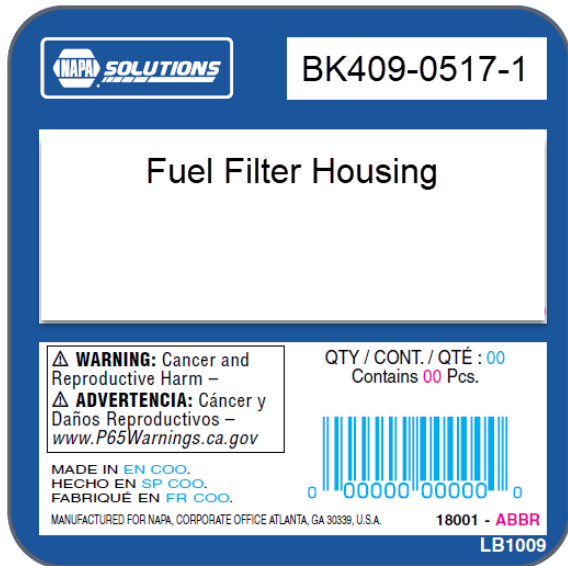 NAPA SOLUTIONS
BK409-0517-1
Fuel Filter Housing
⚠ WARNING: Cancer and
Reproductive Harm –
⚠ ADVERTENCIA: Cáncer y
Daños Reproductivos –
www.P65Warnings.ca.gov
QTY / CONT. / QTÉ : 00
Contains 00 Pcs.
MADE IN EN COO.
HECHO EN SP COO.
FABRIQUÉ EN FR COO.
0 00000 00000 0
MANUFACTURED FOR NAPA, CORPORATE OFFICE ATLANTA, GA 30339, U.S.A.
18001 - ABBR
LB1009